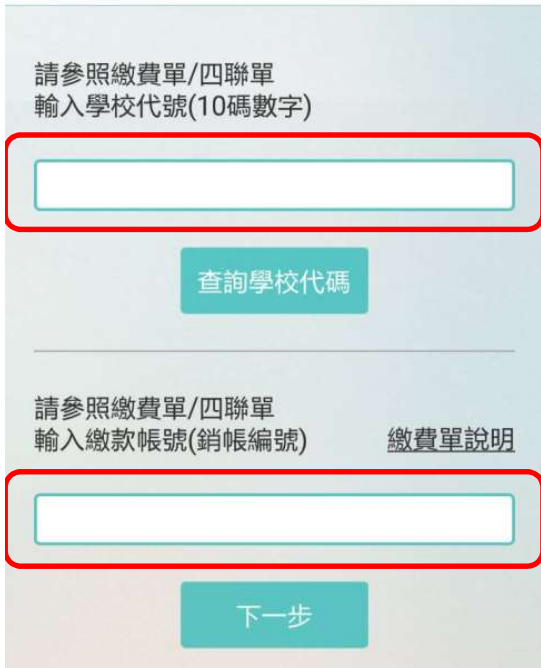 請參照繳費單/四聯單
輸入學校代號(10碼數字)
查詢學校代碼
請參照繳費單/四聯單
輸入繳款帳號(銷帳編號) 繳費單說明
下一步